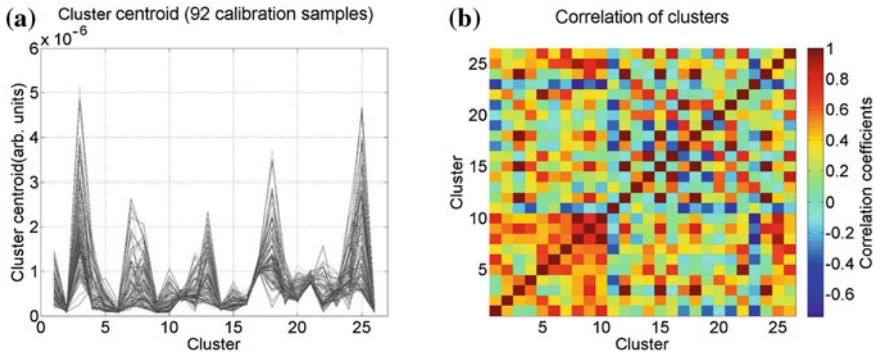 (a) Cluster centroid (92 calibration samples)
6 x 10⁻⁶
5
4
3
2
1
0
0 5 10 15 20 25 30
Cluster
Cluster centroid(arb. units)
(b) Correlation of clusters
25
20
15
10
5
5 10 15 20 25
Cluster
Cluster
1
0.8
0.6
0.4
0.2
0
-0.2
-0.4
-0.6
Correlation coefficients